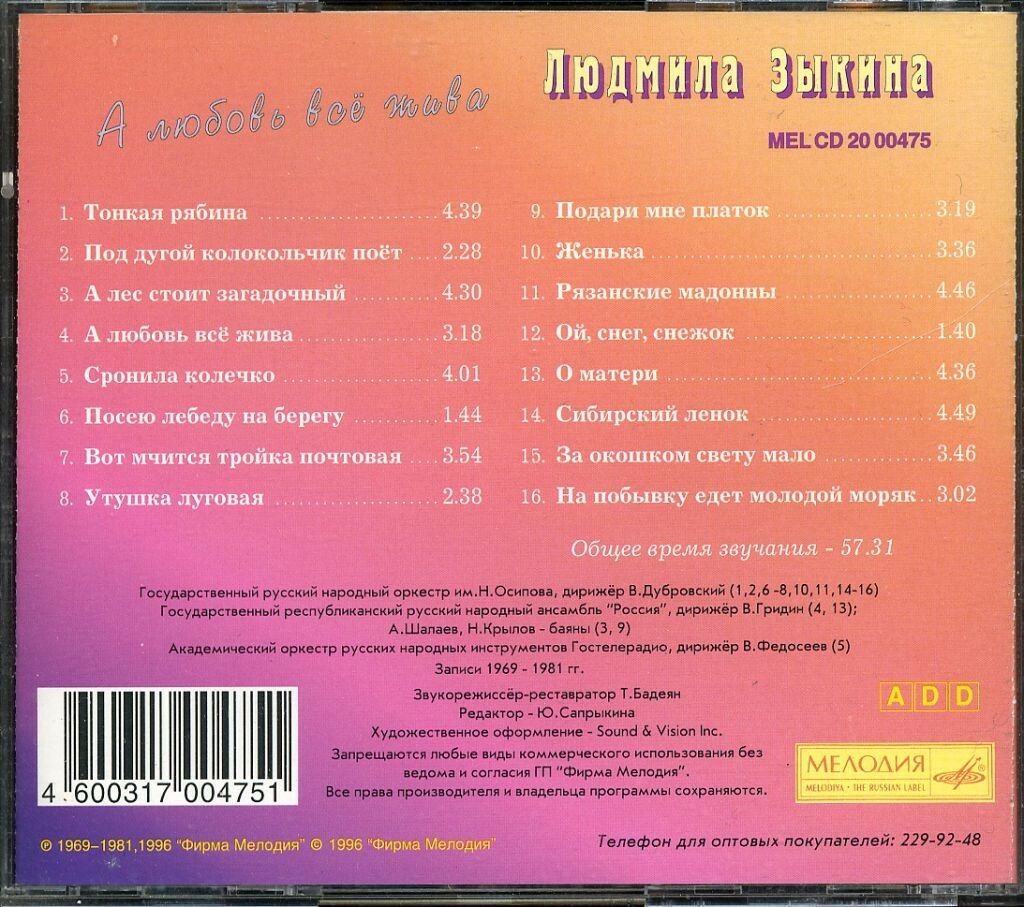 А любовь всё жива
Людмила Зыкина
MEL CD 20 00475
1. Тонкая рябина 4.39
2. Под дугой колокольчик поёт 2.28
3. А лес стоит загадочный 4.30
4. А любовь всё жива 3.18
5. Сронила колечко 4.01
6. Посею лебеду на берегу 1.44
7. Вот мчится тройка почтовая 3.54
8. Утушка луговая 2.38
9. Подари мне платок 3.19
10. Женька 3.36
11. Рязанские мадонны 4.46
12. Ой, снег, снежок 1.40
13. О матери 4.36
14. Сибирский ленок 4.49
15. За окошком свету мало 3.46
16. На побывку едет молодой моряк 3.02
Общее время звучания - 57.31
Государственный русский народный оркестр им.Н.Осипова, дирижёр В.Дубровский (1,2,6 -8,10,11,14-16)
Государственный республиканский русский народный ансамбль "Россия", дирижёр В.Гридин (4, 13);
А.Шалаев, Н.Крылов - баяны (3, 9)
Академический оркестр русских народных инструментов Гостелерадио, дирижёр В.Федосеев (5)
Записи 1969 - 1981 гг.
Звукорежиссёр-реставратор Т.Бадеян
Редактор - Ю.Сапрыкина
Художественное оформление - Sound & Vision Inc.
Запрещаются любые виды коммерческого использования без
ведома и согласия ГП "Фирма Мелодия".
Все права производителя и владельца программы сохраняются.
ADD
МЕЛОДИЯ ®
MELODIYA · THE RUSSIAN LABEL
4 600317 004751
℗ 1969–1981,1996 "Фирма Мелодия" © 1996 "Фирма Мелодия"
Телефон для оптовых покупателей: 229-92-48